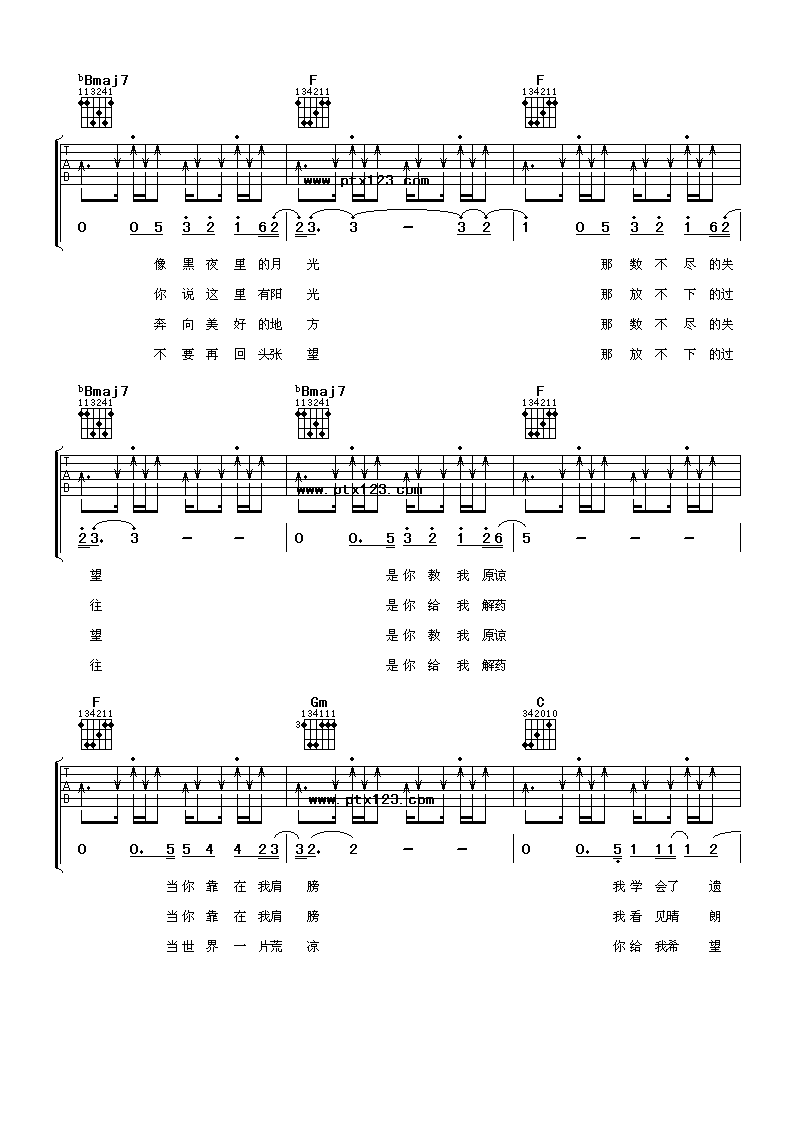 ♭Bmaj7 F F
113241 134211 134211
T
A
B
www.ptx123.com
0 0 5 3 2 1 6 2 2 3. 3 - 3 2 1 0 5 3 2 1 6 2
像 黑 夜 里 的月 光 那 数 不 尽 的失
你 说 这 里 有阳 光 那 放 不 下 的过
奔 向 美 好 的地 方 那 数 不 尽 的失
不 要 再 回 头张 望 那 放 不 下 的过
♭Bmaj7 ♭Bmaj7 F
113241 113241 134211
T
A
B
www.ptx123.com
2 3. 3 - - 0 0. 5 3 2 1 2 6 5 - - -
望 是你 教 我 原谅
往 是你 给 我 解药
望 是你 教 我 原谅
往 是你 给 我 解药
F Gm C
134211 134111 342010
3
T
A
B
www.ptx123.com
0 0. 5 5 4 4 2 3 3 2. 2 - - 0 0. 5 1 1 1 1 2
当你 靠 在 我肩 膀 我学 会了 遗
当你 靠 在 我肩 膀 我看 见晴 朗
当世 界 一 片荒 凉 你给 我希 望